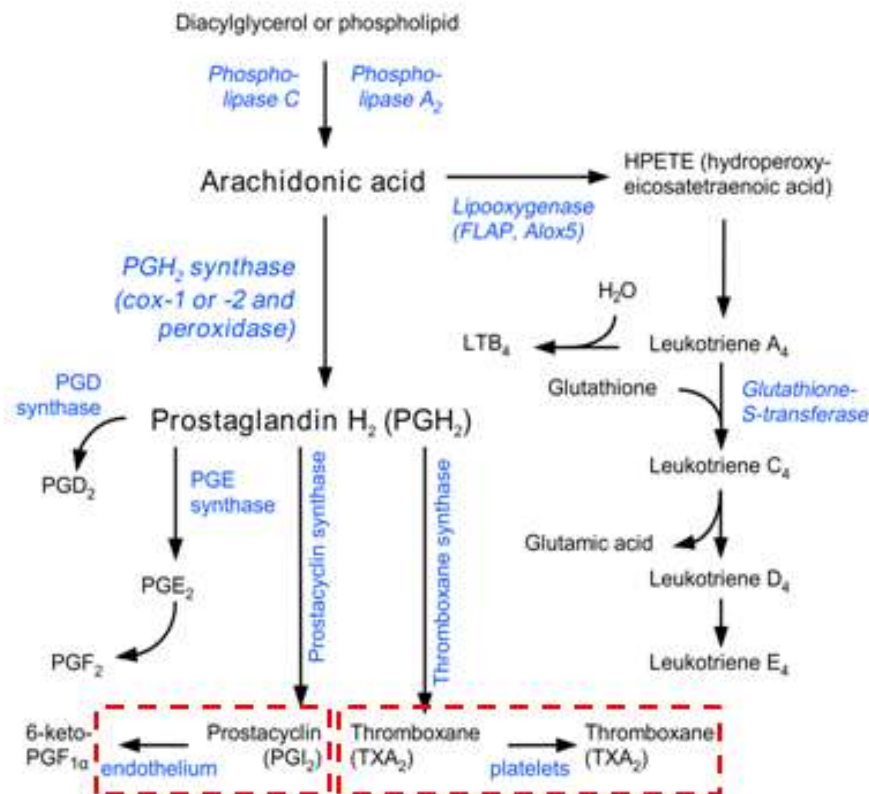 Diacylglycerol or phospholipid
Phospho-
lipase C
Phospho-
lipase A₂
Arachidonic acid
HPETE (hydroperoxy-
eicosatetraenoic acid)
Lipooxygenase
(FLAP, Alox5)
PGH₂ synthase
(cox-1 or -2 and
peroxidase)
H₂O
LTB₄
Leukotriene A₄
Glutathione
Glutathione-
S-transferase
PGD
synthase
Prostaglandin H₂ (PGH₂)
Leukotriene C₄
PGD₂
PGE
synthase
Prostacyclin synthase
Thromboxane synthase
Glutamic acid
PGE₂
Leukotriene D₄
PGF₂
Leukotriene E₄
6-keto-
PGF₁α
endothelium
Prostacyclin
(PGI₂)
Thromboxane
(TXA₂)
platelets
Thromboxane
(TXA₂)